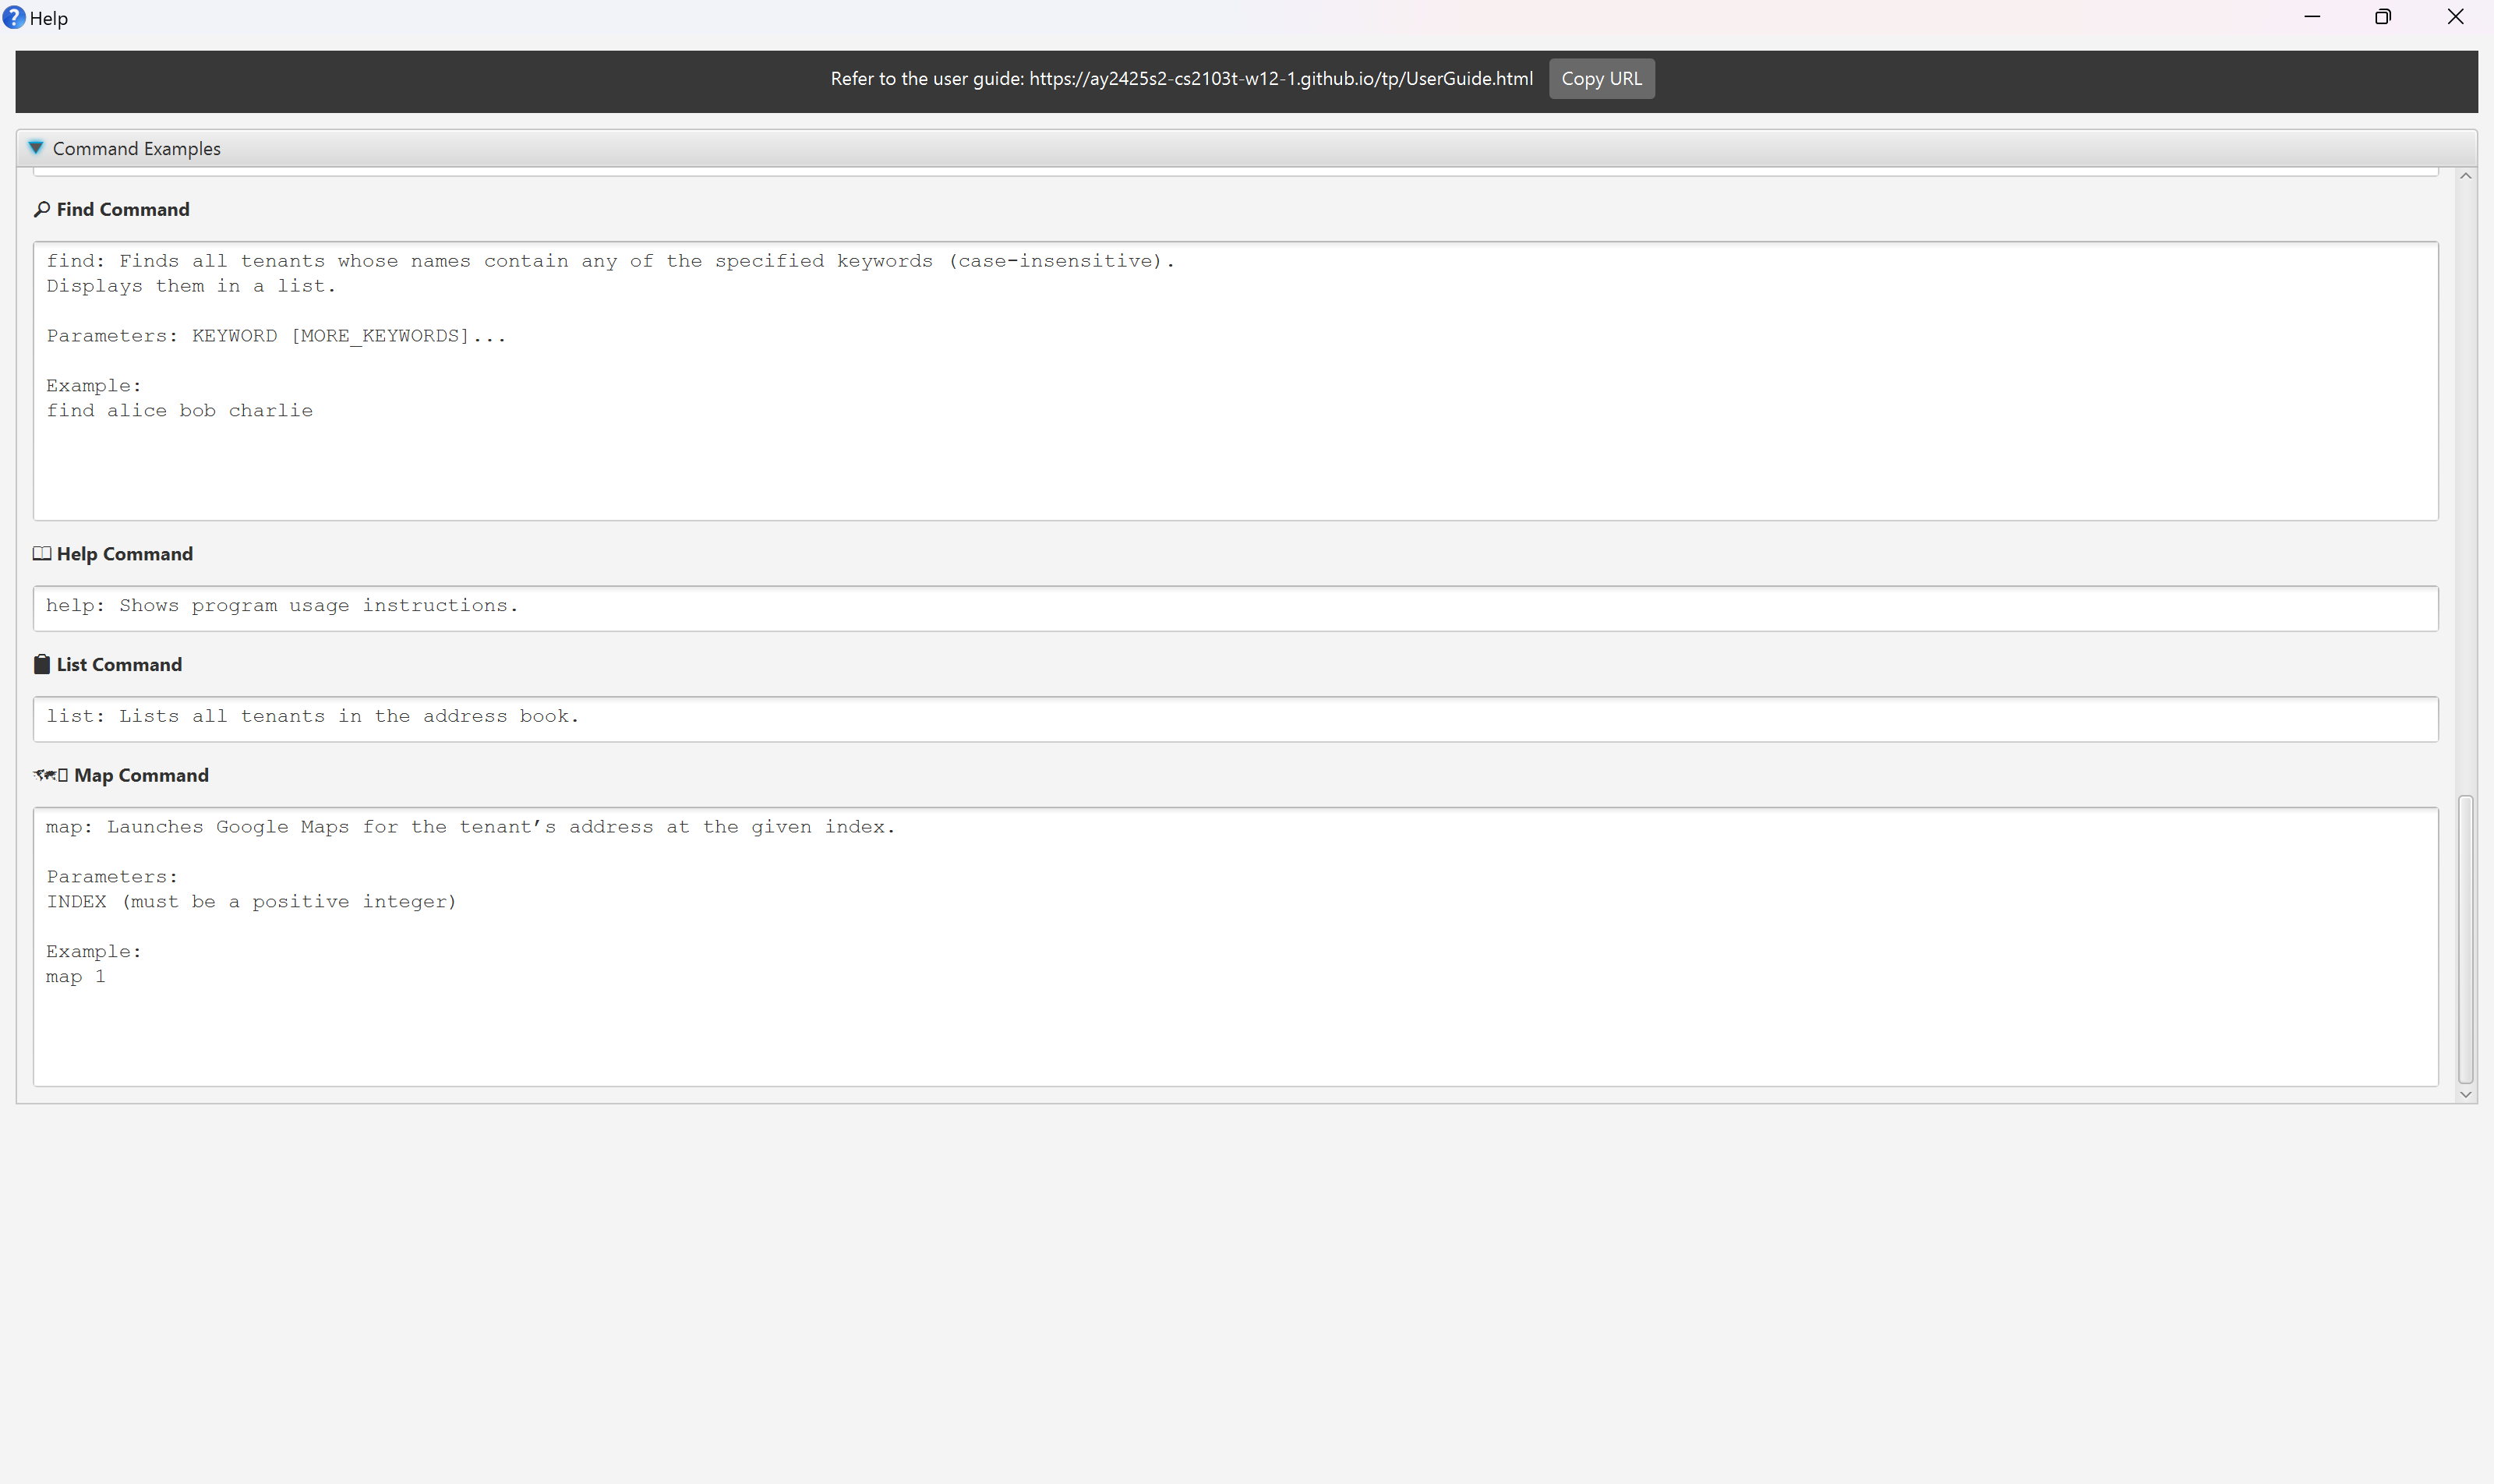 Help
Refer to the user guide: https://ay2425s2-cs2103t-w12-1.github.io/tp/UserGuide.html Copy URL
Command Examples
Find Command
find: Finds all tenants whose names contain any of the specified keywords (case-insensitive).
Displays them in a list.
Parameters: KEYWORD [MORE_KEYWORDS]...
Example:
find alice bob charlie
Help Command
help: Shows program usage instructions.
List Command
list: Lists all tenants in the address book.
Map Command
map: Launches Google Maps for the tenant’s address at the given index.
Parameters:
INDEX (must be a positive integer)
Example:
map 1